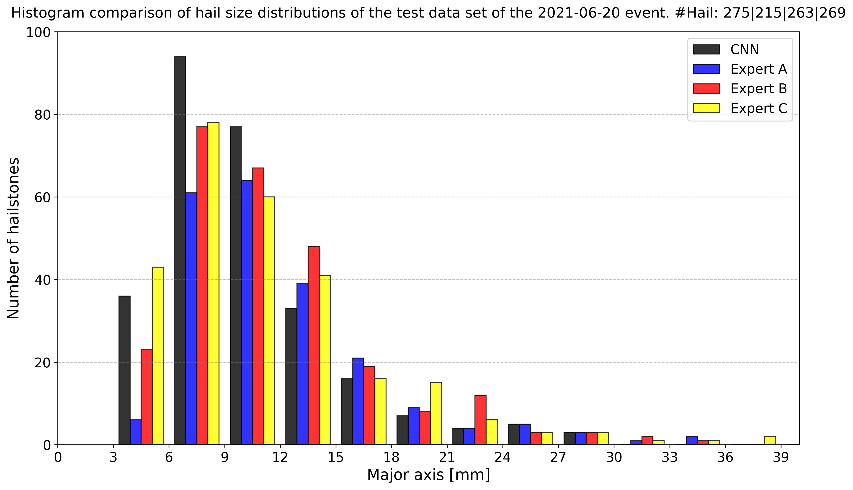 Histogram comparison of hail size distributions of the test data set of the 2021-06-20 event. #Hail: 275|215|263|269
100
80
60
40
20
0
Number of hailstones
CNN
Expert A
Expert B
Expert C
0 3 6 9 12 15 18 21 24 27 30 33 36 39
Major axis [mm]